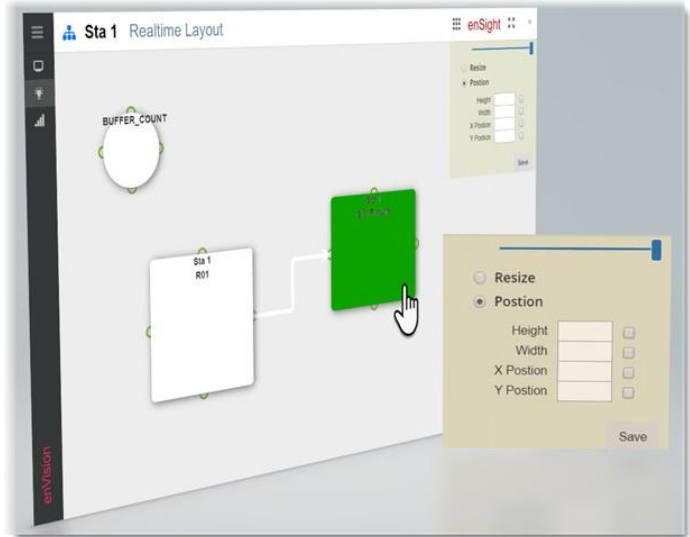 Sta 1 Realtime Layout
enSight
Resize
Postion
Height
Width
X Postion
Y Postion
Save
BUFFER_COUNT
Sta 1
R01
Resize
Postion
Height
Width
X Postion
Y Postion
Save
enVision